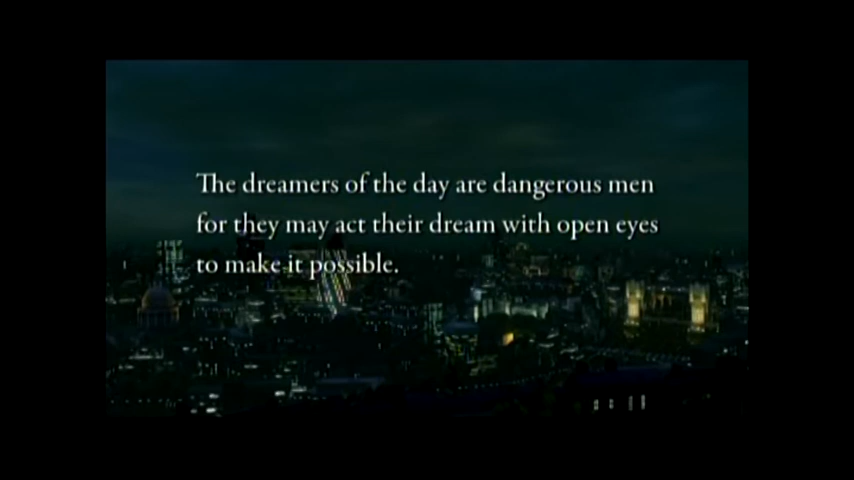 The dreamers of the day are dangerous men
for they may act their dream with open eyes
to make it possible.